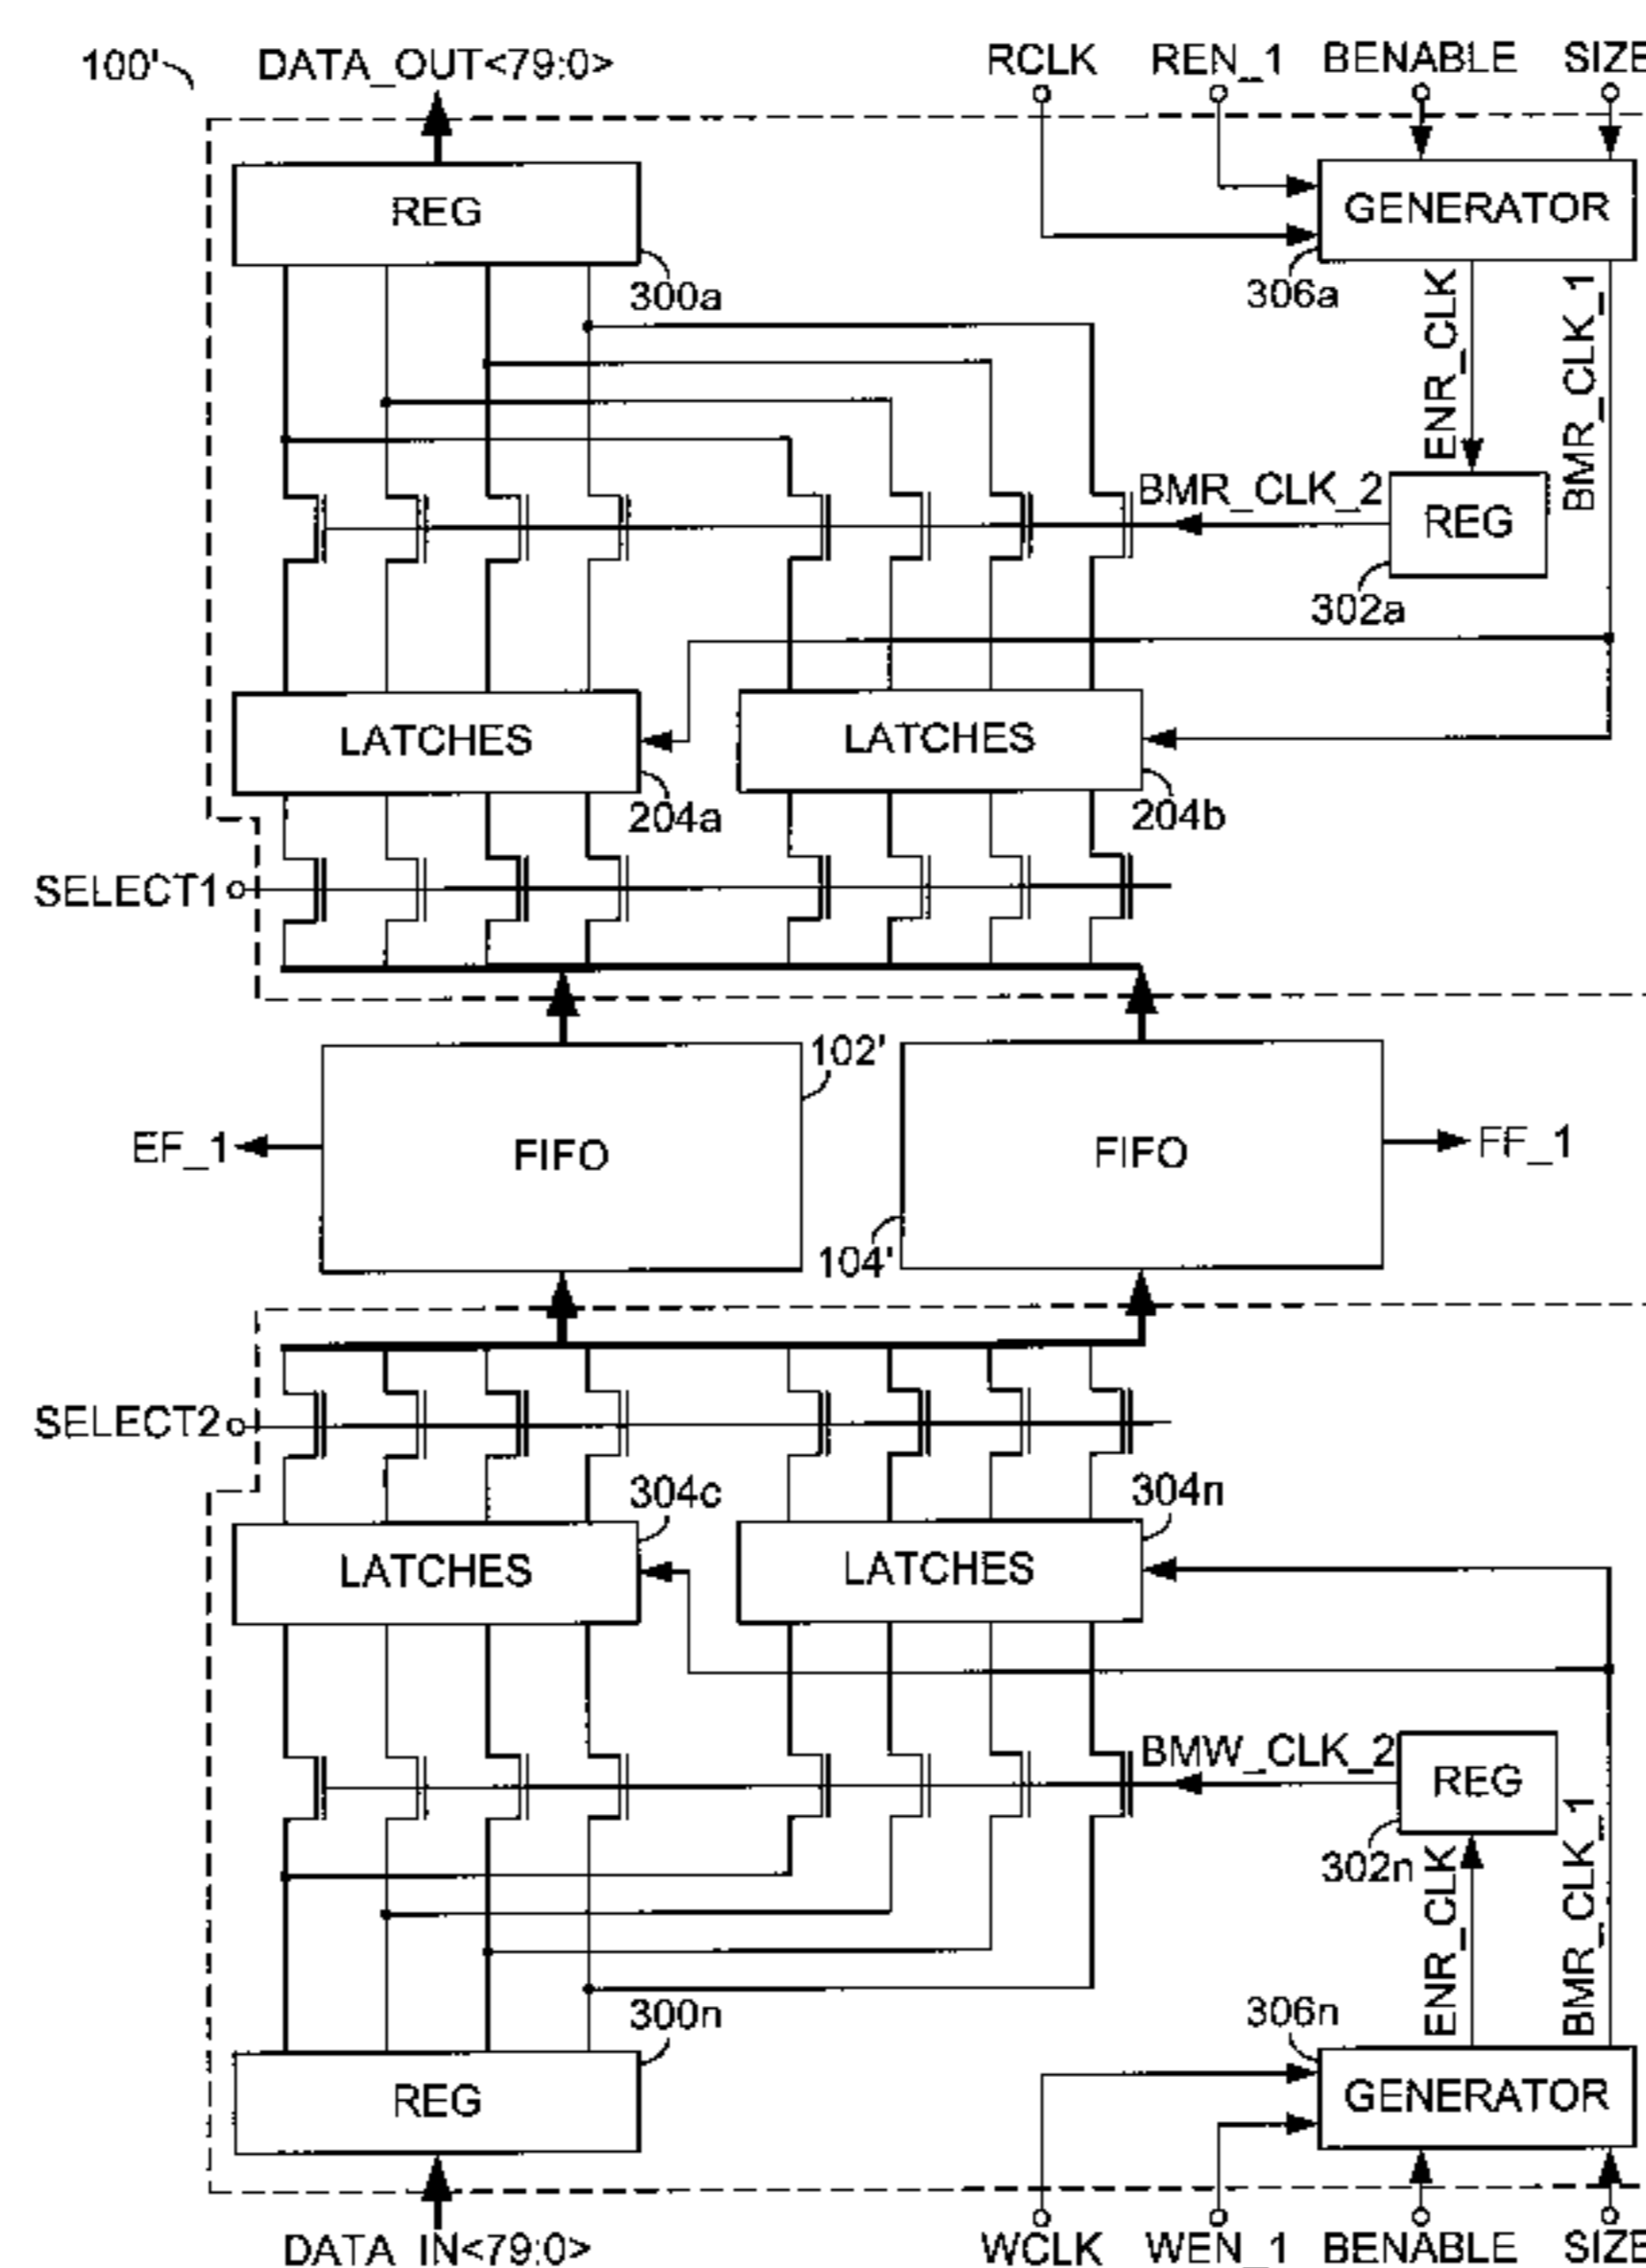 100' DATA_OUT<79:0> RCLK REN_1 BENABLE SIZE
REG GENERATOR
300a 306a
ENR_CLK BMR_CLK_1
BMR_CLK_2 REG
302a
LATCHES LATCHES
204a 204b
SELECT1
102'
EF_1 FIFO FIFO FF_1
104'
SELECT2
304c 304n
LATCHES LATCHES
BMW_CLK_2 REG
302n
ENR_CLK BMR_CLK_1
300n 306n
REG GENERATOR
DATA_IN<79:0> WCLK WEN_1 BENABLE SIZE